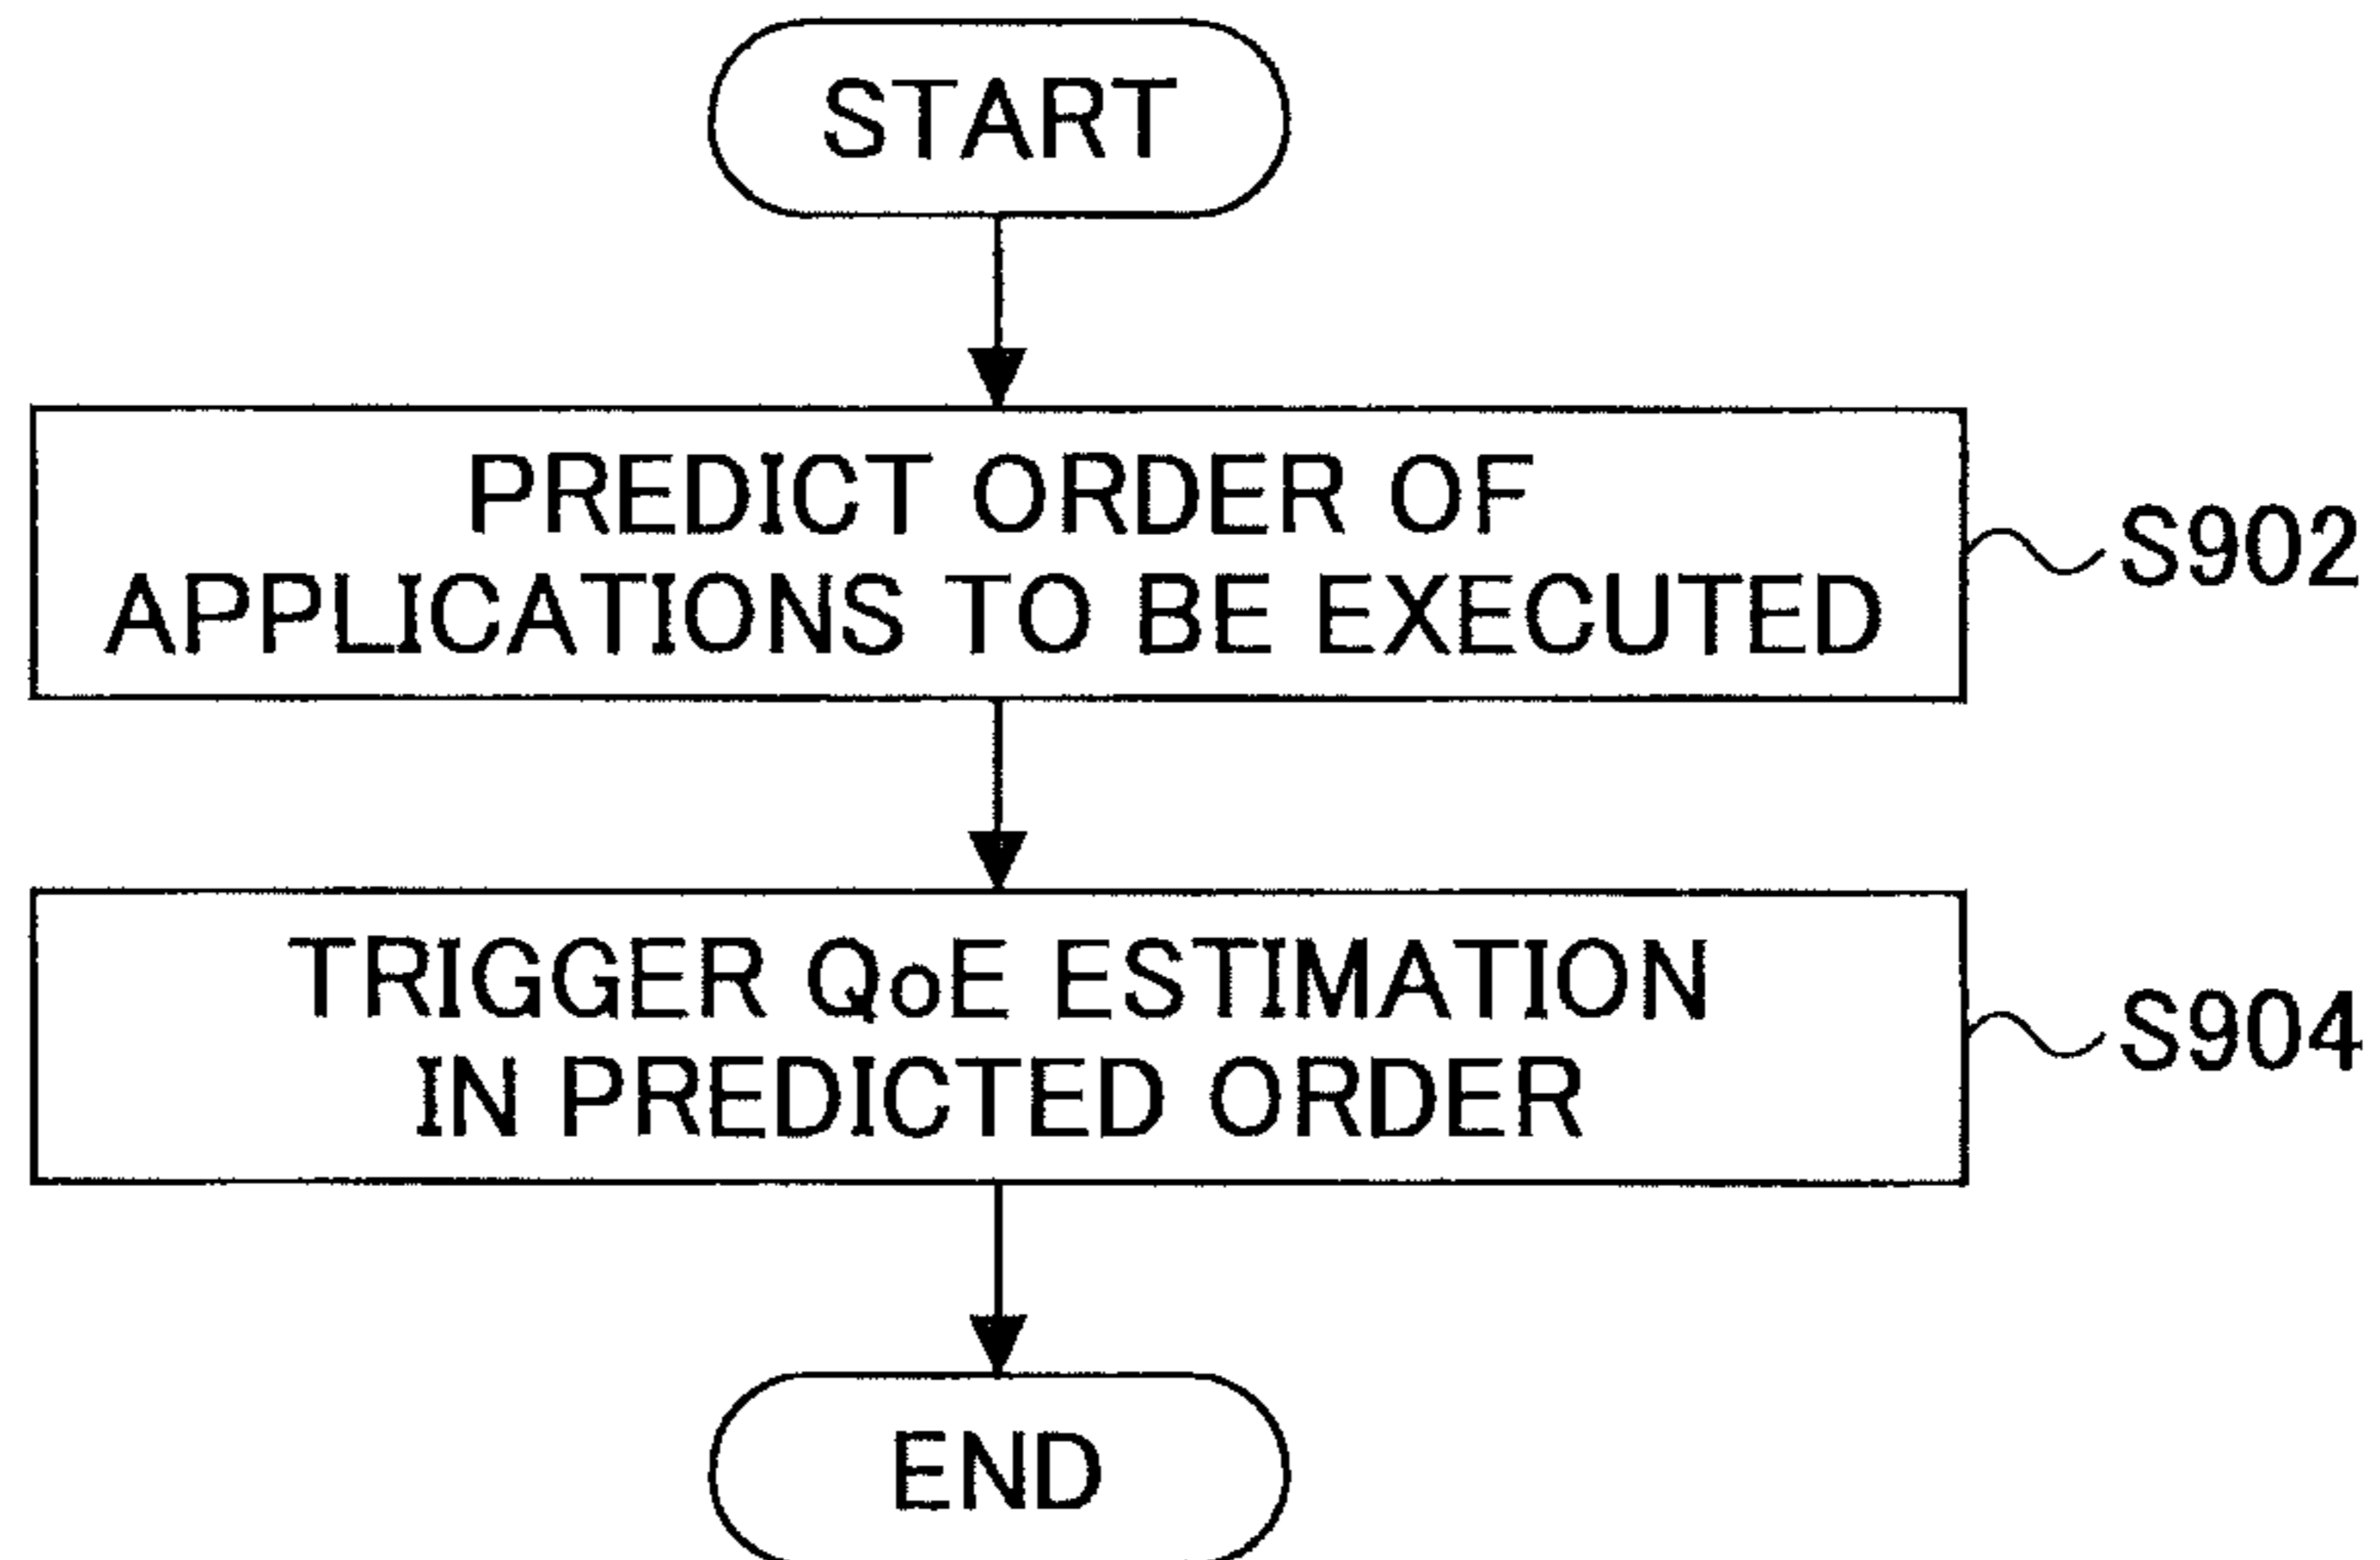 START
PREDICT ORDER OF
APPLICATIONS TO BE EXECUTED
S902
TRIGGER QoE ESTIMATION
IN PREDICTED ORDER
S904
END